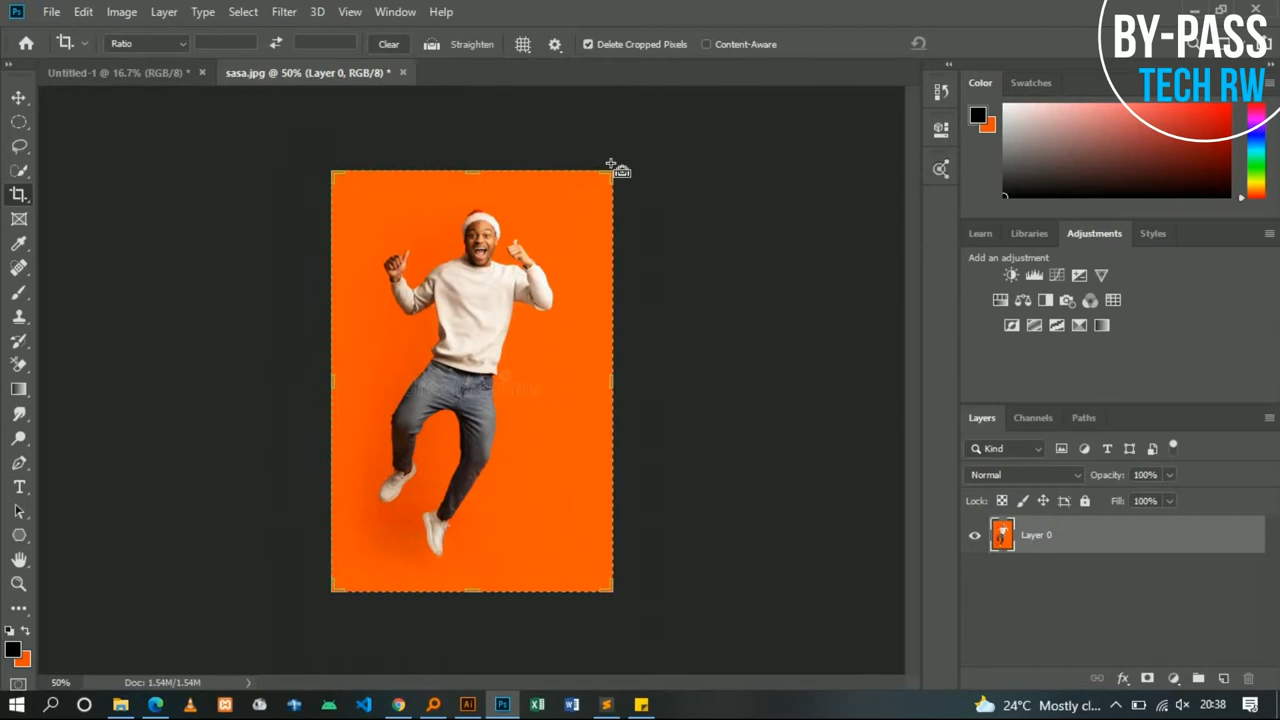 File Edit Image Layer Type Select Filter 3D View Window Help
Ratio Clear Straighten Delete Cropped Pixels Content-Aware
Untitled-1 @ 16.7% (RGB/8) * × sasa.jpg @ 50% (Layer 0, RGB/8) * ×
BY-PASS
TECH RW
Color Swatches
Learn Libraries Adjustments Styles
Add an adjustment
Layers Channels Paths
Kind
Normal Opacity: 100%
Lock: Fill: 100%
Layer 0
50% Doc: 1.54M/1.54M
24°C Mostly cl... 20:38